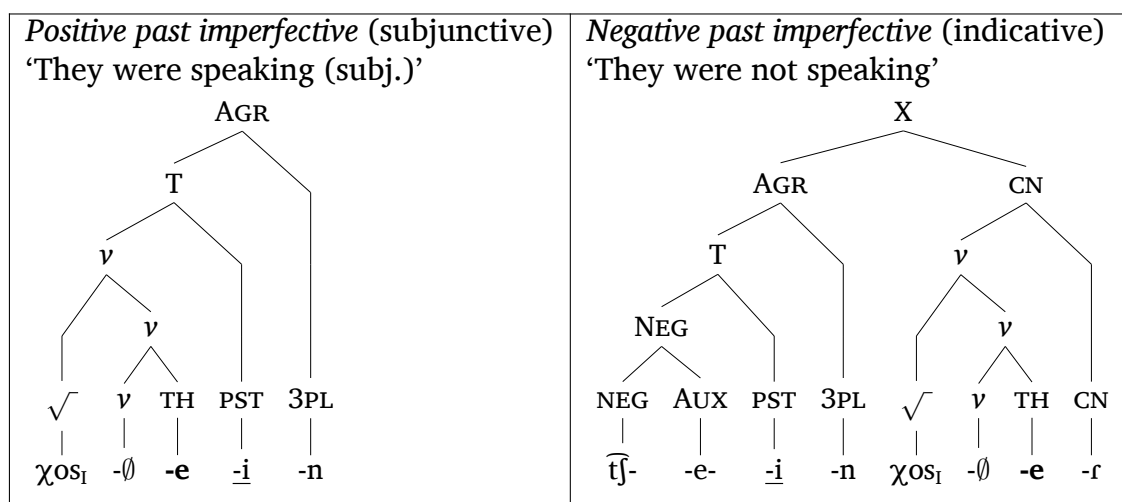 Positive past imperfective (subjunctive)
‘They were speaking (subj.)’
AGR
T
v
v
√ v TH PST 3PL
χosI -∅ -e -i -n
Negative past imperfective (indicative)
‘They were not speaking’
X
AGR CN
T v
NEG v
NEG AUX PST 3PL √ v TH CN
t͡ʃ- -e- -i -n χosI -∅ -e -ɾ